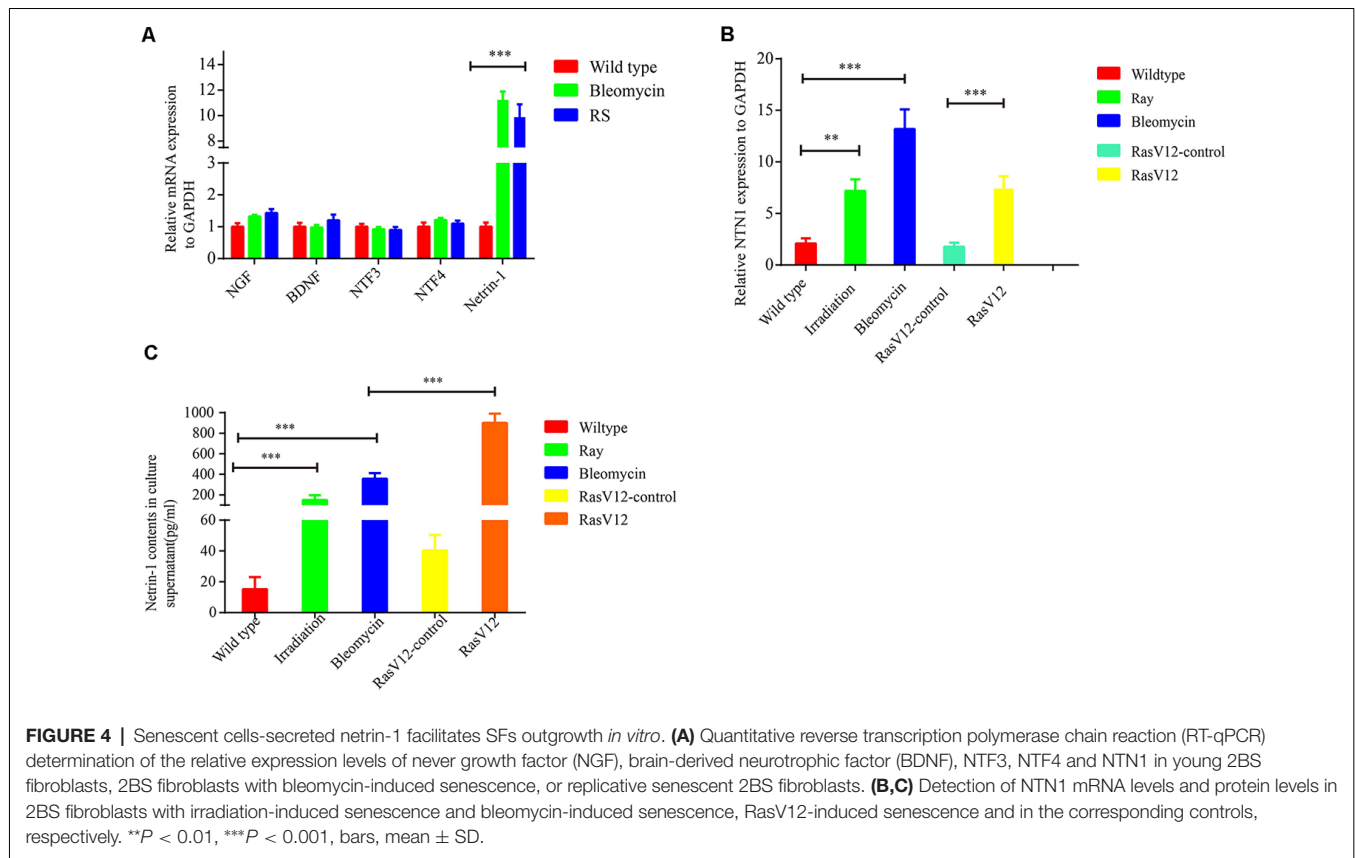 A
Relative mRNA expression
to GAPDH
14
12
10
8
6
3
2
1
0
***
NGF
BDNF
NTF3
NTF4
Netrin-1
Wild type
Bleomycin
RS
B
Relative NTN1 expression to GAPDH
20
15
10
5
0
***
**
***
Wild type
Irradiation
Bleomycin
RasV12-control
RasV12
Wildtype
Ray
Bleomycin
RasV12-control
RasV12
C
Netrin-1 contents in culture
supernatant(pg/ml)
1000
800
600
400
200
60
40
20
0
***
***
***
Wild type
Irradiation
Bleomycin
RasV12-control
RasV12
Wiltype
Ray
Bleomycin
RasV12-control
RasV12
FIGURE 4 | Senescent cells-secreted netrin-1 facilitates SFs outgrowth in vitro. (A) Quantitative reverse transcription polymerase chain reaction (RT-qPCR)
determination of the relative expression levels of never growth factor (NGF), brain-derived neurotrophic factor (BDNF), NTF3, NTF4 and NTN1 in young 2BS
fibroblasts, 2BS fibroblasts with bleomycin-induced senescence, or replicative senescent 2BS fibroblasts. (B,C) Detection of NTN1 mRNA levels and protein levels in
2BS fibroblasts with irradiation-induced senescence and bleomycin-induced senescence, RasV12-induced senescence and in the corresponding controls,
respectively. **P < 0.01, ***P < 0.001, bars, mean ± SD.